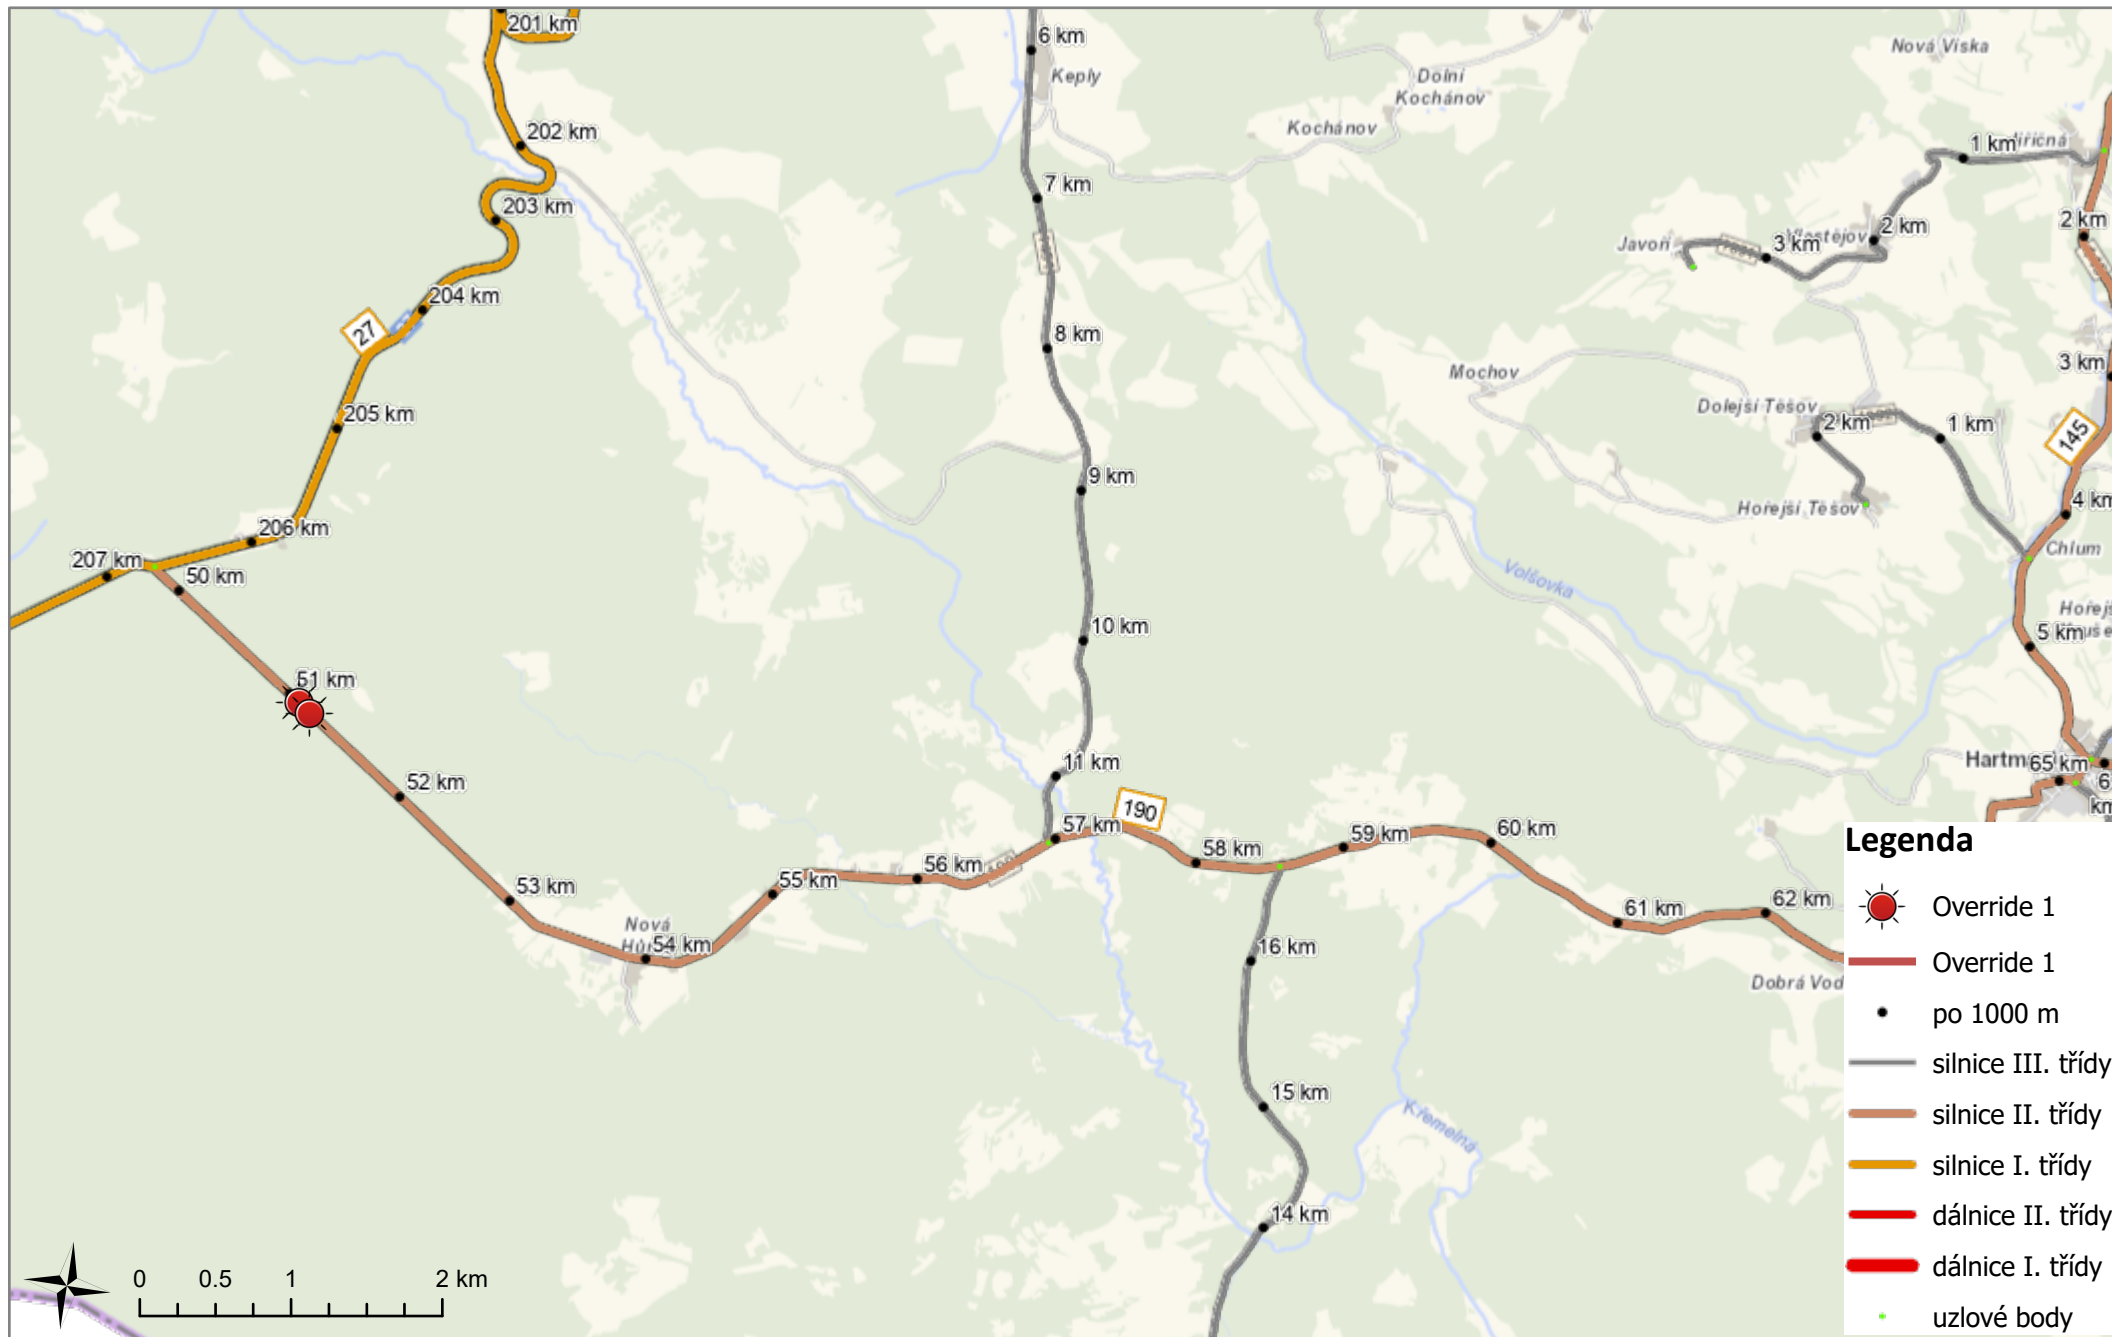 201 km
6 km
Nová Víska
Keply
Dolní
Kochánov
Kochánov
202 km
1 km
7 km
203 km
2 km
2 km
Javoří
3 km
204 km
27
8 km
3 km
Mochov
Dolejší Těšov
205 km
2 km
1 km
145
9 km
4 km
Hořejší Těšov
206 km
Chlum
207 km
50 km
Volšovka
10 km
5 km
51 km
11 km
65 km
52 km
190
57 km
59 km
60 km
58 km
56 km
55 km
53 km
61 km
62 km
Nová
54 km
16 km
15 km
Křemelná
14 km
0 0.5 1 2 km
Legenda
Override 1
Override 1
po 1000 m
silnice III. třídy
silnice II. třídy
silnice I. třídy
dálnice II. třídy
dálnice I. třídy
uzlové body